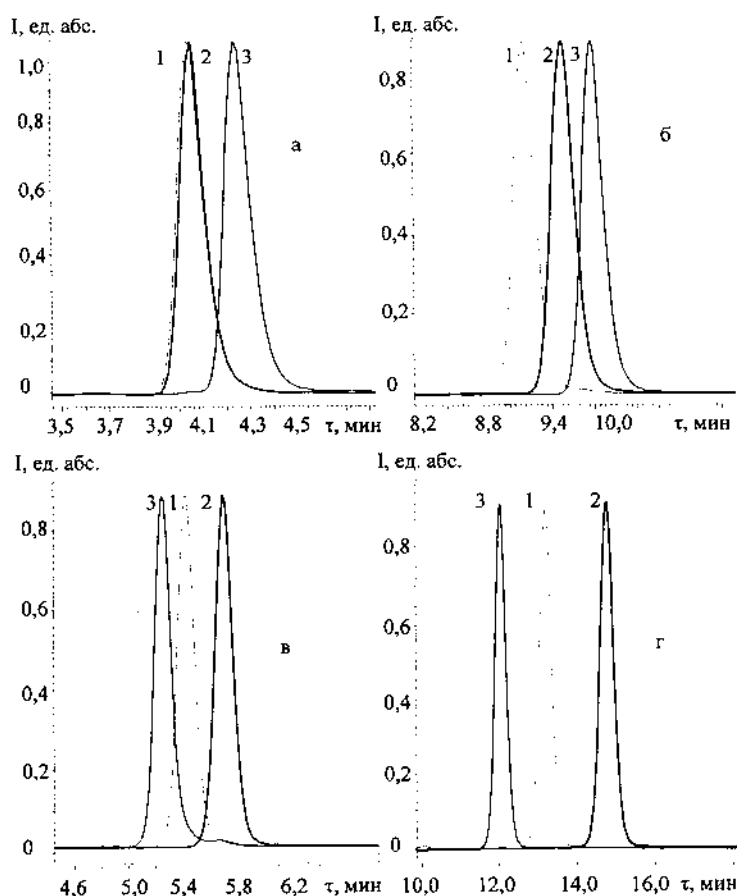 I, ед. абс.
1 2 3
1,0
0,8
0,6
0,4
0,2
0
а
3,5 3,7 3,9 4,1 4,3 4,5 τ, мин
I, ед. абс.
1 2 3
0,8
0,6
0,4
0,2
0
б
8,2 8,8 9,4 10,0 τ, мин
I, ед. абс.
3 1 2
0,8
0,6
0,4
0,2
0
в
4,6 5,0 5,4 5,8 6,2 τ, мин
I, ед. абс.
3 1 2
0,8
0,6
0,4
0,2
0
г
10,0 12,0 14,0 16,0 τ, мин